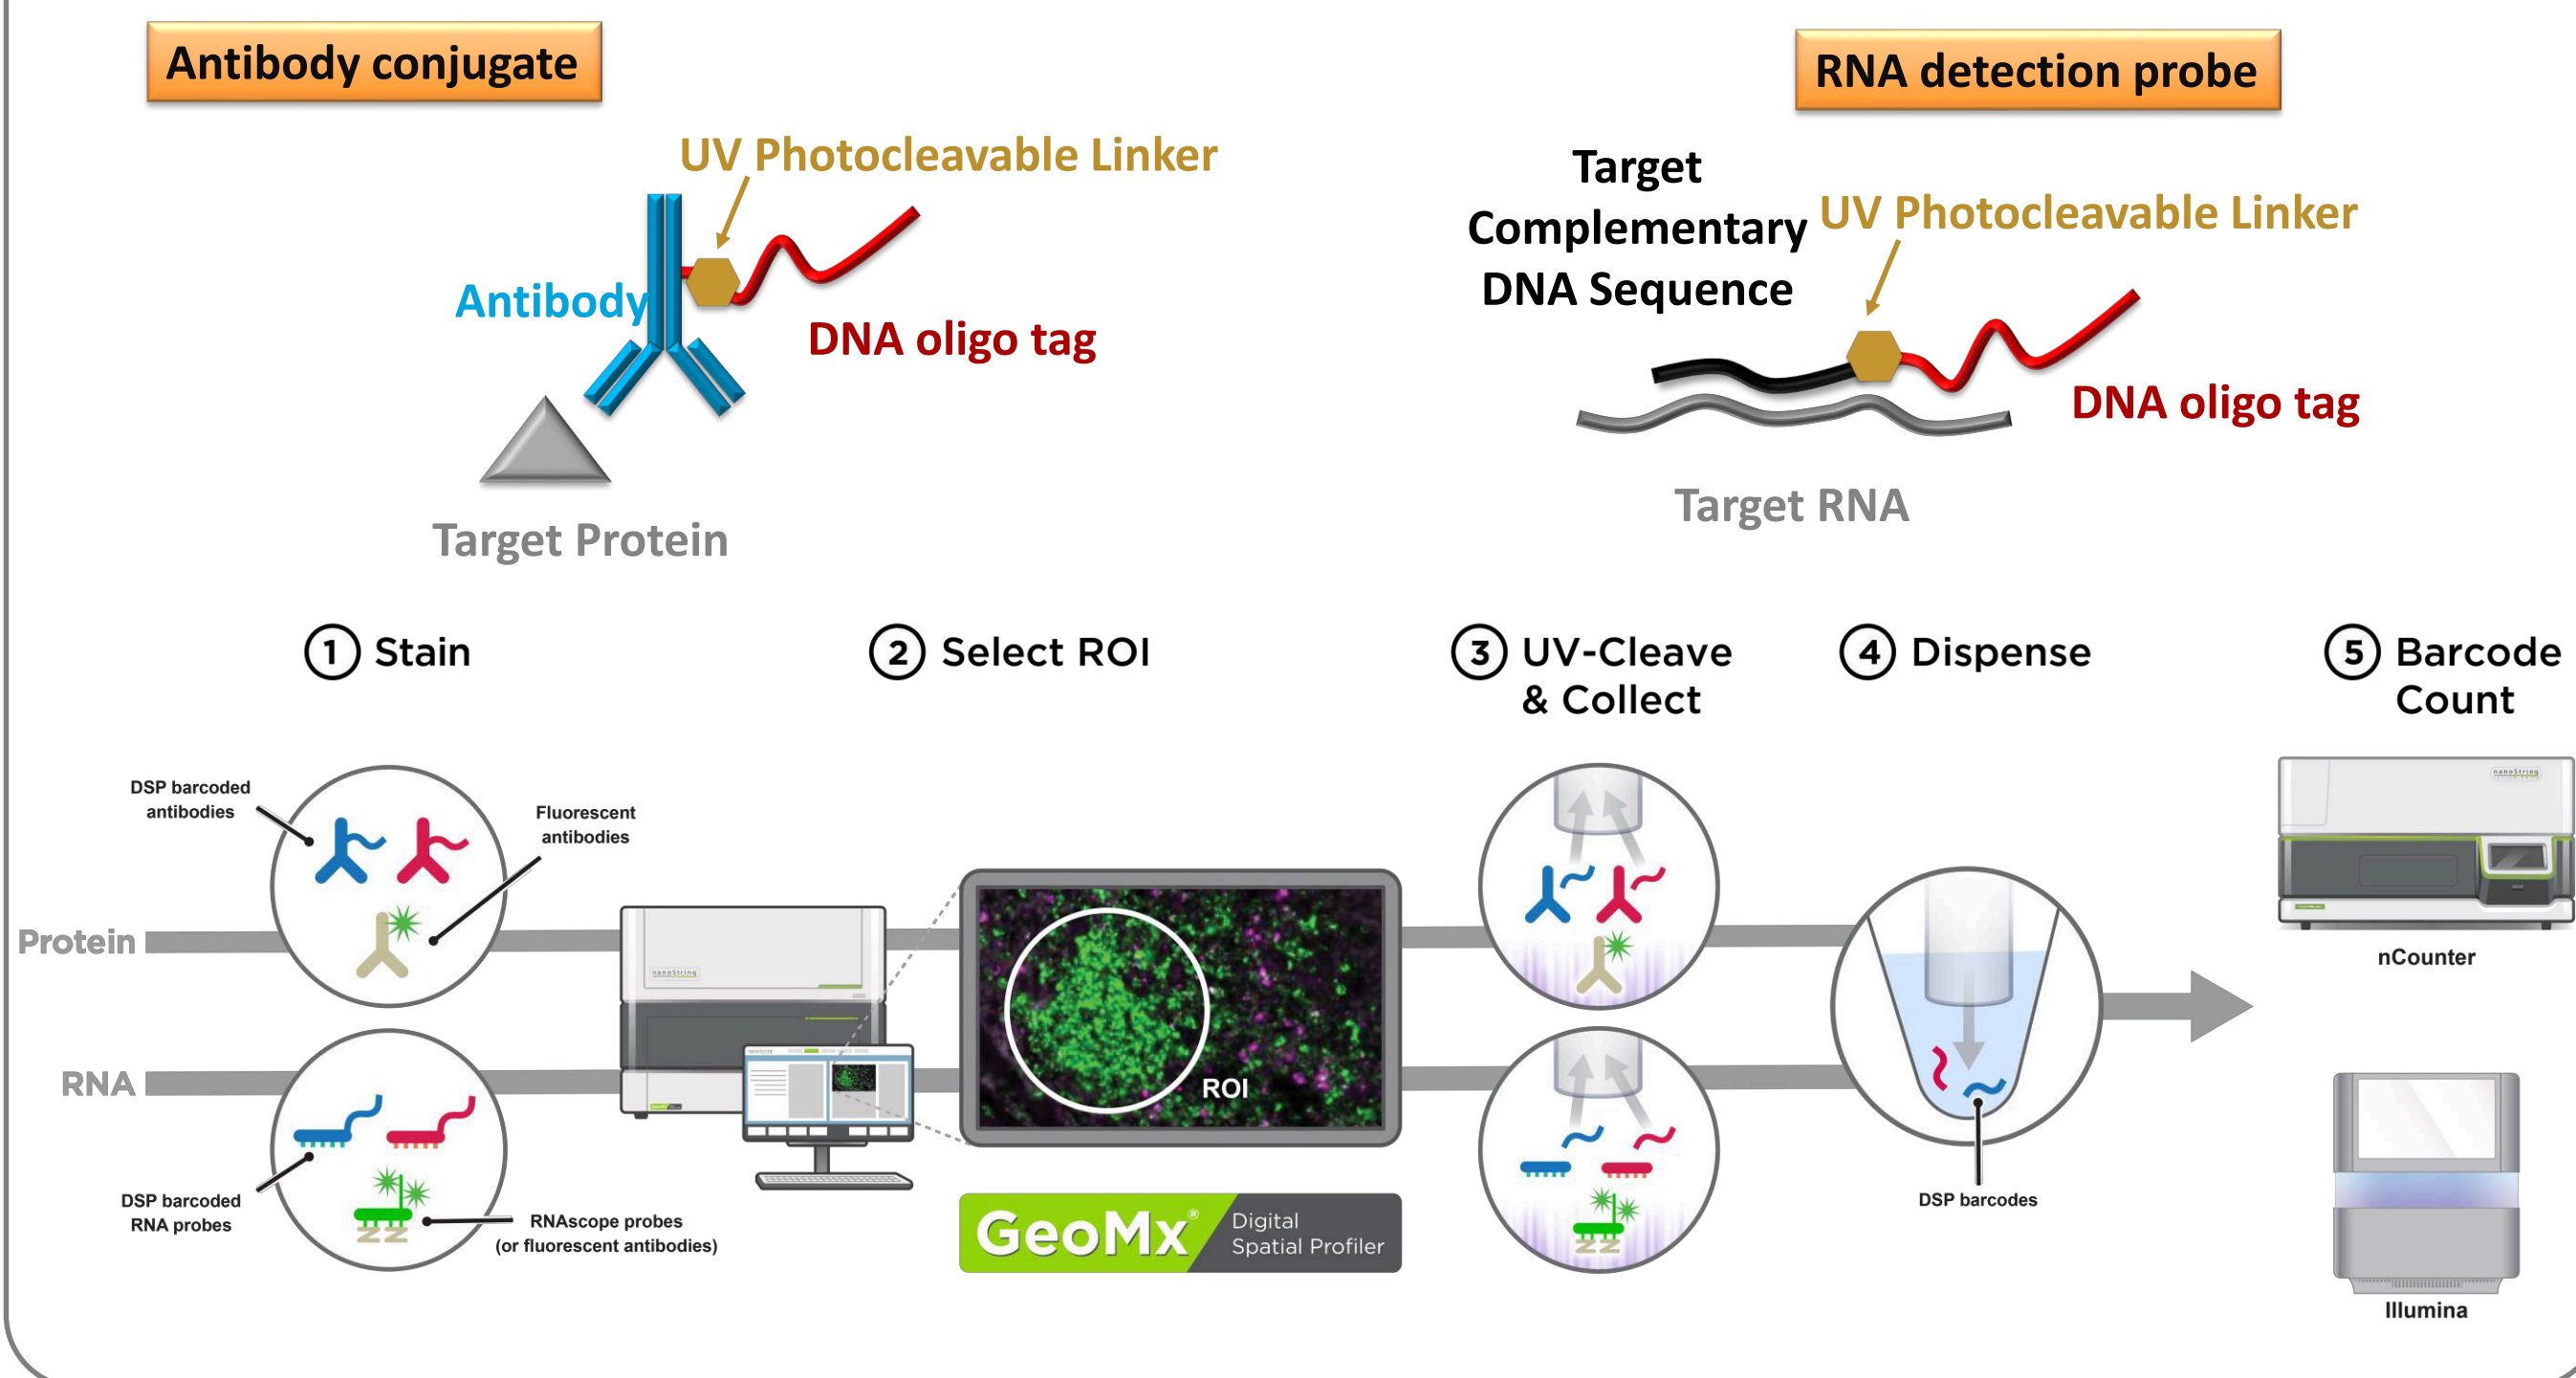 Antibody conjugate
RNA detection probe
UV Photocleavable Linker
Antibody
DNA oligo tag
Target Protein
Target
Complementary
DNA Sequence
UV Photocleavable Linker
DNA oligo tag
Target RNA
1 Stain
2 Select ROI
3 UV-Cleave
& Collect
4 Dispense
5 Barcode
Count
DSP barcoded
antibodies
Fluorescent
antibodies
Protein
RNA
DSP barcoded
RNA probes
RNAscope probes
(or fluorescent antibodies)
nanoString
ROI
GeoMx®
Digital
Spatial Profiler
DSP barcodes
nanoString
nCounter
Illumina